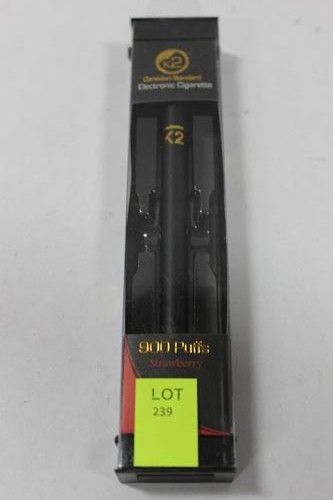 K2
Canadian Standard
Electronic Cigarette
K2
900 Puffs
Strawberry
LOT
239